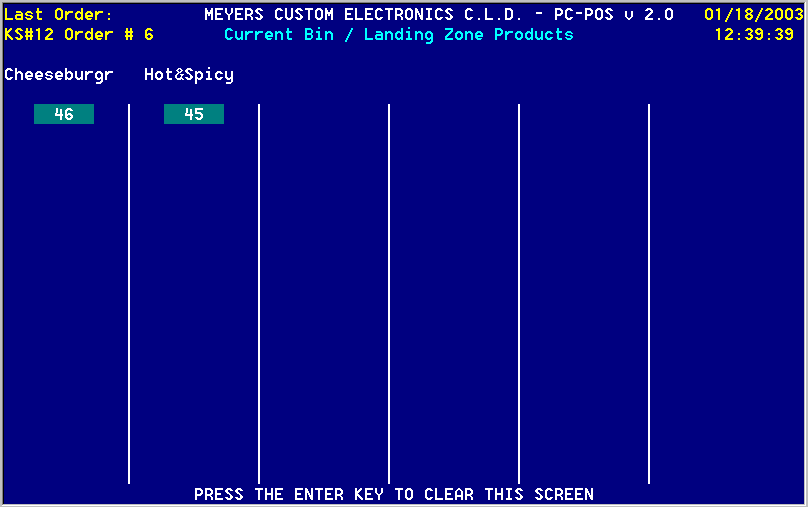 Last Order: MEYERS CUSTOM ELECTRONICS C.L.D. - PC-POS v 2.0 01/18/2003
KS#12 Order # 6 Current Bin / Landing Zone Products 12:39:39
Cheeseburgr Hot&Spicy
46 45
PRESS THE ENTER KEY TO CLEAR THIS SCREEN